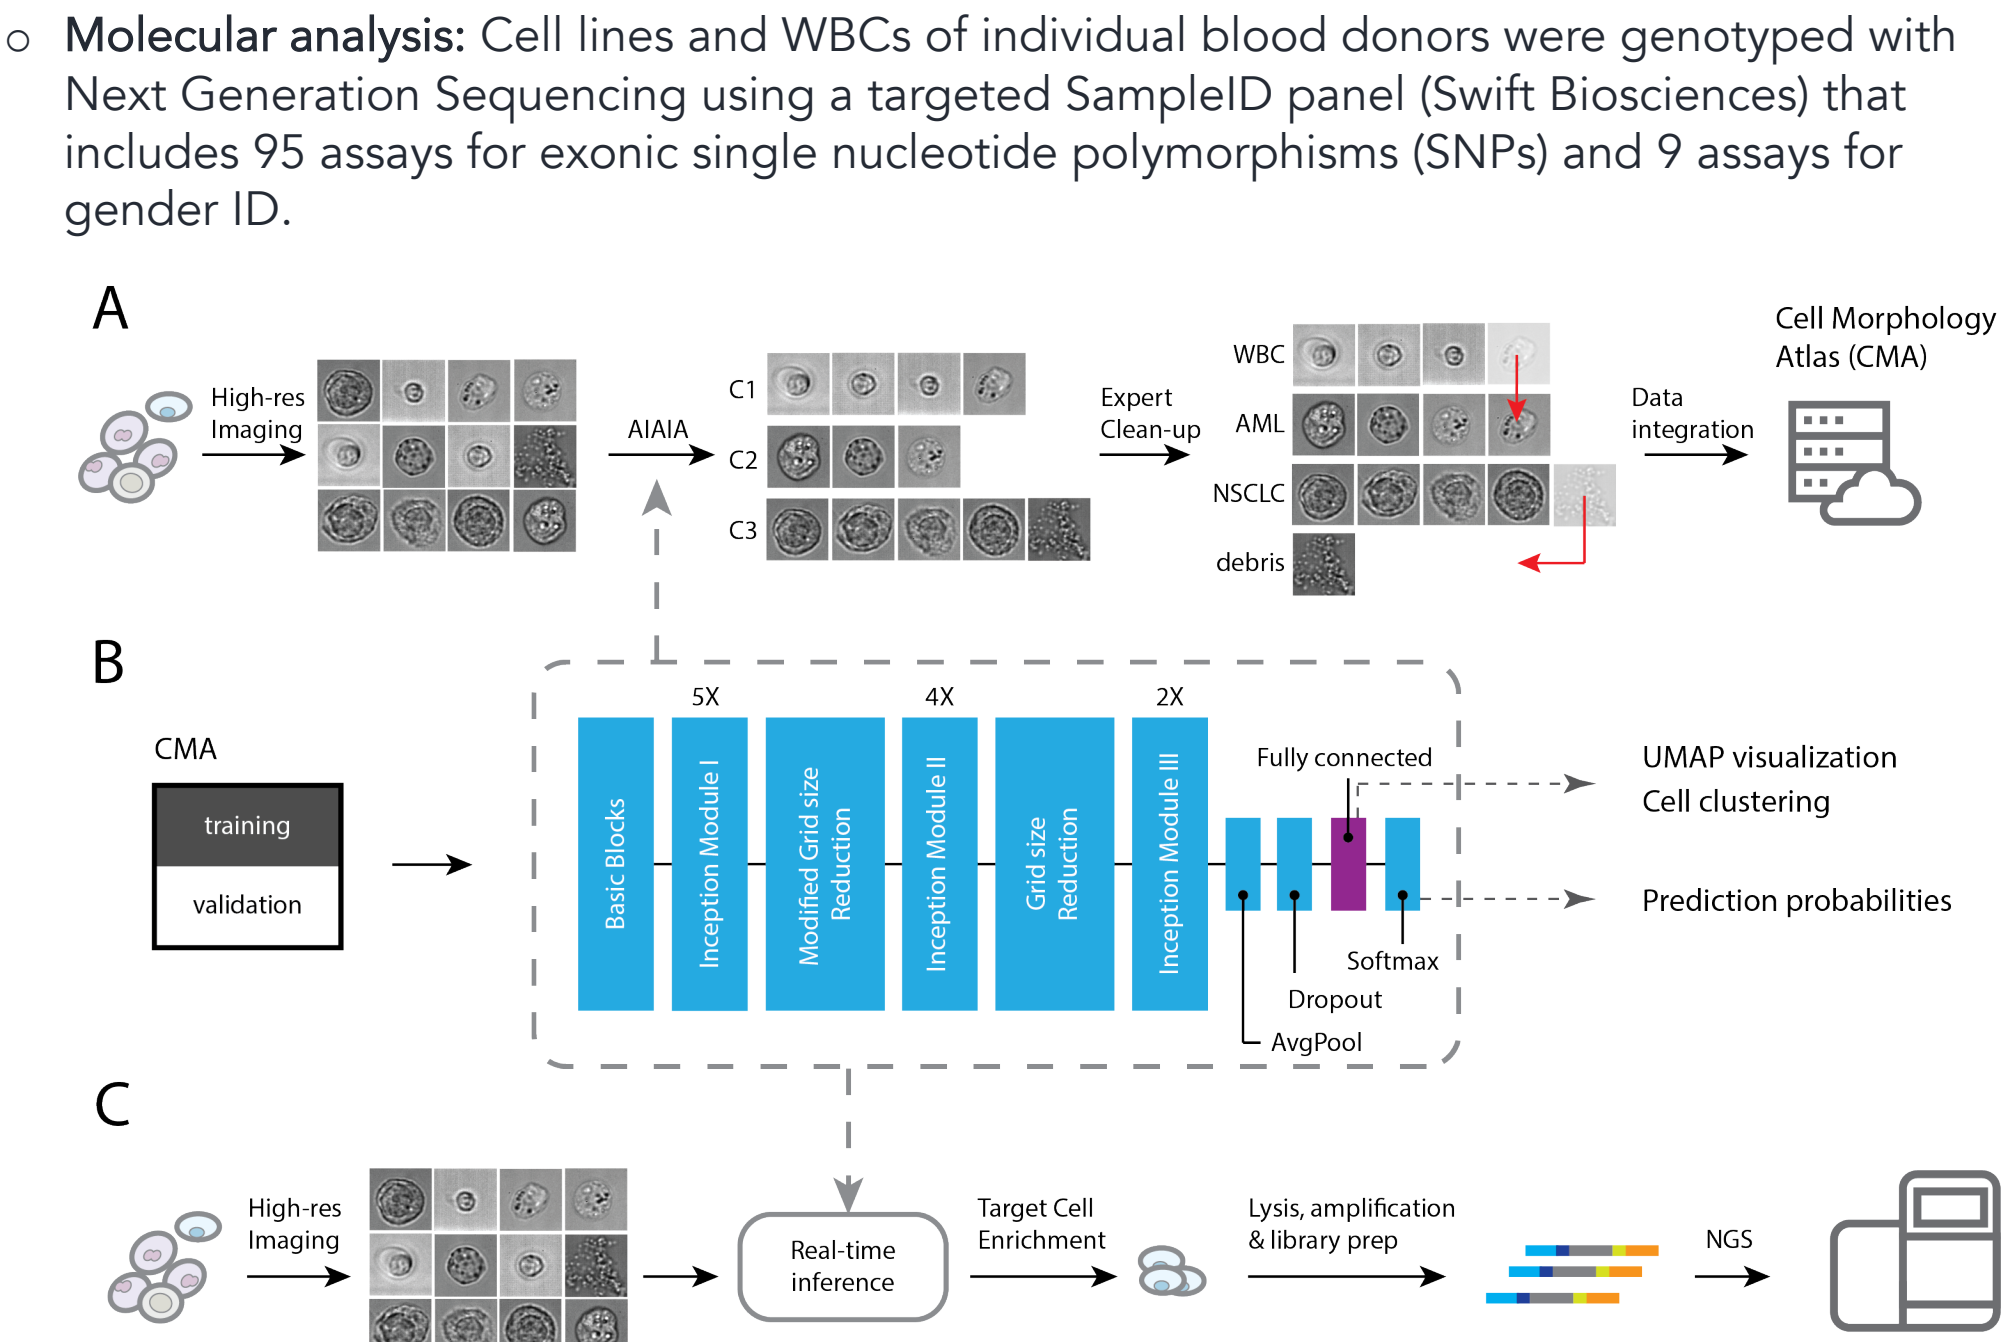 ○ Molecular analysis: Cell lines and WBCs of individual blood donors were genotyped with
Next Generation Sequencing using a targeted SampleID panel (Swift Biosciences) that
includes 95 assays for exonic single nucleotide polymorphisms (SNPs) and 9 assays for
gender ID.
A
High-res
Imaging
AIAIA
C1
C2
C3
Expert
Clean-up
WBC
AML
NSCLC
debris
Data
integration
Cell Morphology
Atlas (CMA)
B
CMA
training
validation
5X
4X
2X
Basic Blocks
Inception Module I
Modified Grid size
Reduction
Inception Module II
Grid size
Reduction
Inception Module III
Fully connected
Softmax
Dropout
AvgPool
UMAP visualization
Cell clustering
Prediction probabilities
C
High-res
Imaging
Real-time
inference
Target Cell
Enrichment
Lysis, amplification
& library prep
NGS